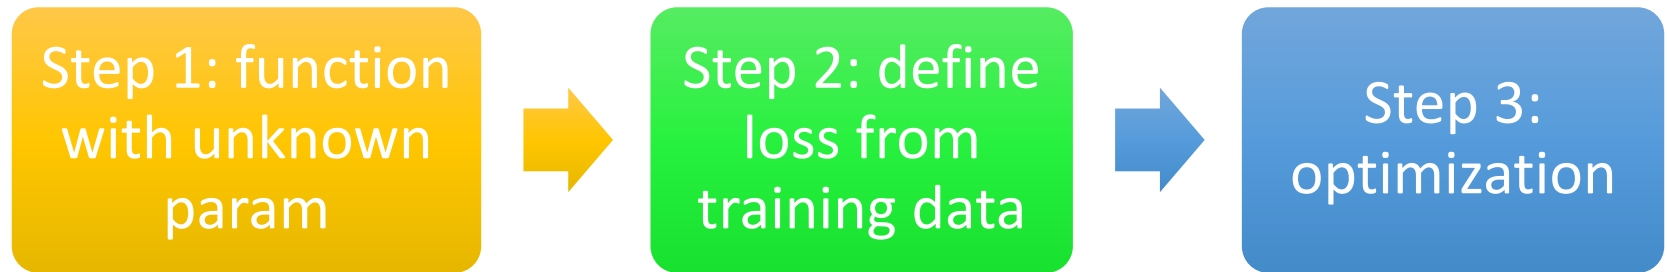 Step 1: function
with unknown
param
Step 2: define
loss from
training data
Step 3:
optimization